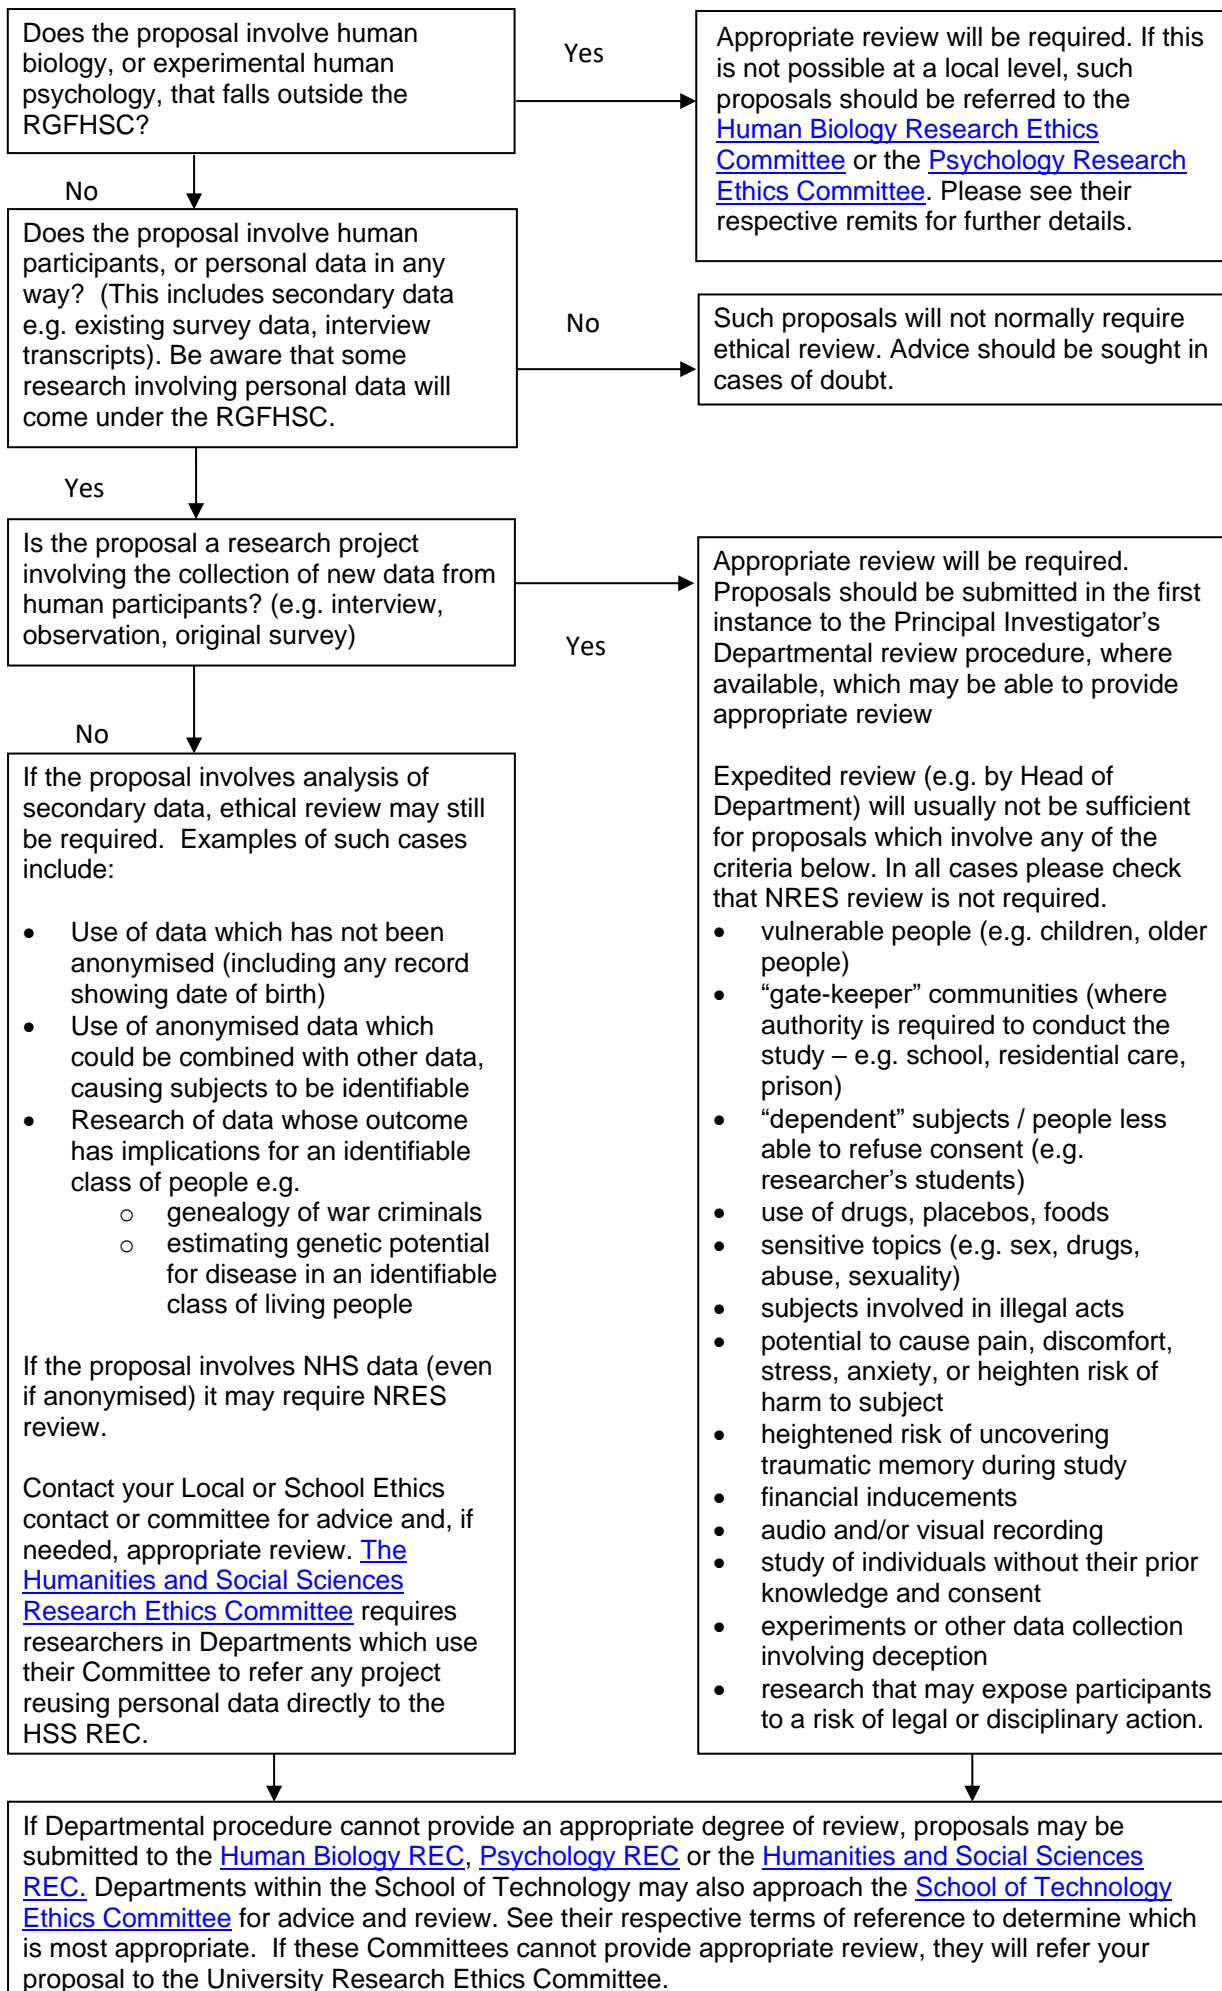 Does the proposal involve human
biology, or experimental human
psychology, that falls outside the
RGFHSC?
Yes
Appropriate review will be required. If this
is not possible at a local level, such
proposals should be referred to the
Human Biology Research Ethics
Committee or the Psychology Research
Ethics Committee. Please see their
respective remits for further details.
No
Does the proposal involve human
participants, or personal data in any
way?  (This includes secondary data
e.g. existing survey data, interview
transcripts). Be aware that some
research involving personal data will
come under the RGFHSC.
No
Such proposals will not normally require
ethical review. Advice should be sought in
cases of doubt.
Yes
Is the proposal a research project
involving the collection of new data from
human participants? (e.g. interview,
observation, original survey)
Yes
Appropriate review will be required.
Proposals should be submitted in the first
instance to the Principal Investigator’s
Departmental review procedure, where
available, which may be able to provide
appropriate review
Expedited review (e.g. by Head of
Department) will usually not be sufficient
for proposals which involve any of the
criteria below. In all cases please check
that NRES review is not required.
• vulnerable people (e.g. children, older
people)
• “gate-keeper” communities (where
authority is required to conduct the
study – e.g. school, residential care,
prison)
• “dependent” subjects / people less
able to refuse consent (e.g.
researcher’s students)
• use of drugs, placebos, foods
• sensitive topics (e.g. sex, drugs,
abuse, sexuality)
• subjects involved in illegal acts
• potential to cause pain, discomfort,
stress, anxiety, or heighten risk of
harm to subject
• heightened risk of uncovering
traumatic memory during study
• financial inducements
• audio and/or visual recording
• study of individuals without their prior
knowledge and consent
• experiments or other data collection
involving deception
• research that may expose participants
to a risk of legal or disciplinary action.
No
If the proposal involves analysis of
secondary data, ethical review may still
be required.  Examples of such cases
include:
• Use of data which has not been
anonymised (including any record
showing date of birth)
• Use of anonymised data which
could be combined with other data,
causing subjects to be identifiable
• Research of data whose outcome
has implications for an identifiable
class of people e.g.
o genealogy of war criminals
o estimating genetic potential
for disease in an identifiable
class of living people
If the proposal involves NHS data (even
if anonymised) it may require NRES
review.
Contact your Local or School Ethics
contact or committee for advice and, if
needed, appropriate review. The
Humanities and Social Sciences
Research Ethics Committee requires
researchers in Departments which use
their Committee to refer any project
reusing personal data directly to the
HSS REC.
If Departmental procedure cannot provide an appropriate degree of review, proposals may be
submitted to the Human Biology REC, Psychology REC or the Humanities and Social Sciences
REC. Departments within the School of Technology may also approach the School of Technology
Ethics Committee for advice and review. See their respective terms of reference to determine which
is most appropriate.  If these Committees cannot provide appropriate review, they will refer your
proposal to the University Research Ethics Committee.